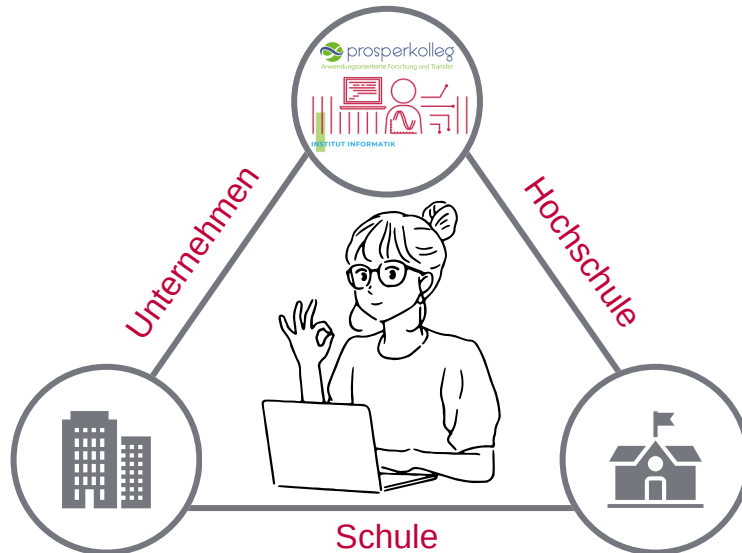 prosperkolleg
Anwendungsorientierte Forschung und Transfer
INSTITUT INFORMATIK
Unternehmen
Hochschule
Schule